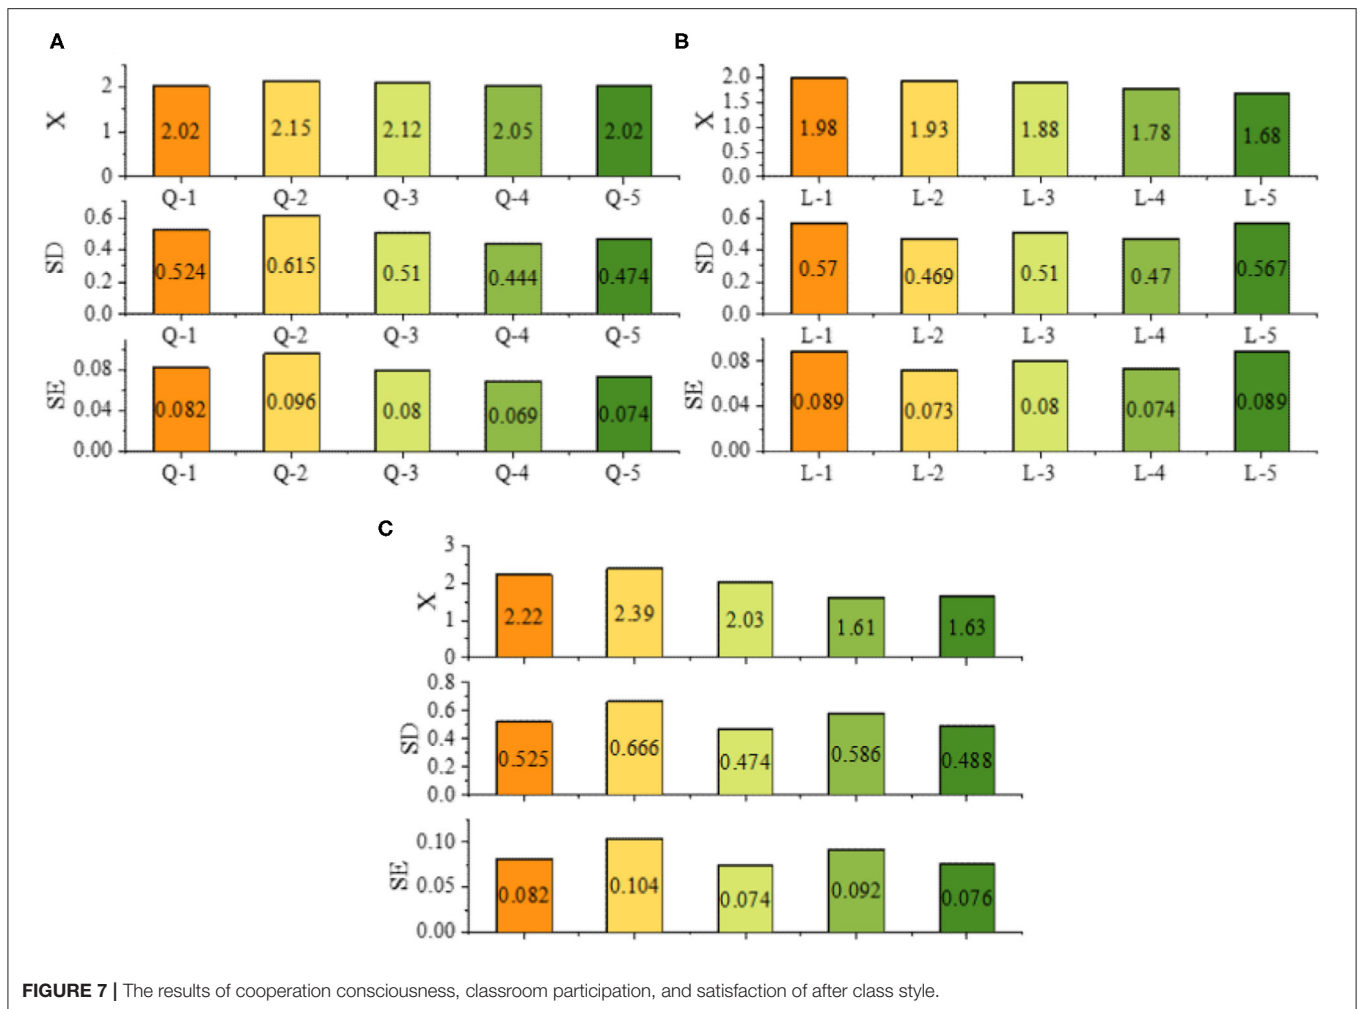 A
X
2
1
0
2.02 2.15 2.12 2.05 2.02
Q-1 Q-2 Q-3 Q-4 Q-5
SD
0.6
0.4
0.2
0.0
0.524 0.615 0.51 0.444 0.474
Q-1 Q-2 Q-3 Q-4 Q-5
SE
0.08
0.04
0.00
0.082 0.096 0.08 0.069 0.074
Q-1 Q-2 Q-3 Q-4 Q-5
B
X
2.0
1.5
1.0
0.5
0.0
1.98 1.93 1.88 1.78 1.68
L-1 L-2 L-3 L-4 L-5
SD
0.6
0.4
0.2
0.0
0.57 0.469 0.51 0.47 0.567
L-1 L-2 L-3 L-4 L-5
SE
0.08
0.04
0.00
0.089 0.073 0.08 0.074 0.089
L-1 L-2 L-3 L-4 L-5
C
X
3
2
1
0
2.22 2.39 2.03 1.61 1.63
SD
0.8
0.6
0.4
0.2
0.0
0.525 0.666 0.474 0.586 0.488
SE
0.10
0.05
0.00
0.082 0.104 0.074 0.092 0.076
FIGURE 7 | The results of cooperation consciousness, classroom participation, and satisfaction of after class style.